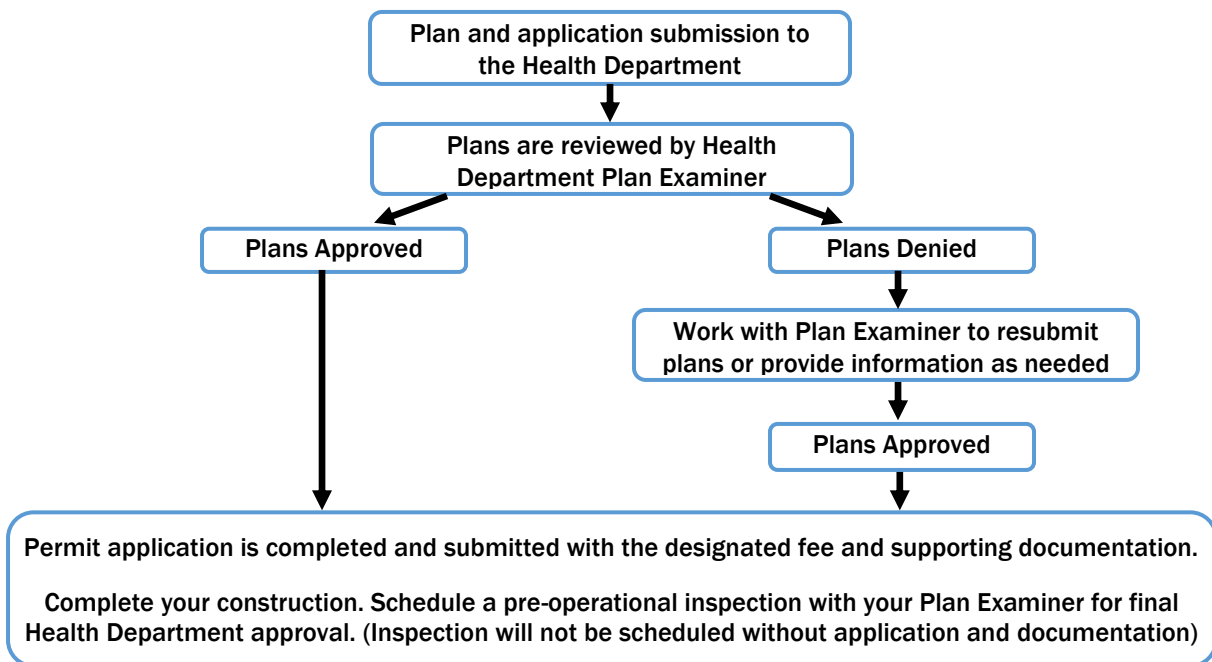 Plan and application submission to
the Health Department
Plans are reviewed by Health
Department Plan Examiner
Plans Approved
Plans Denied
Work with Plan Examiner to resubmit
plans or provide information as needed
Plans Approved
Permit application is completed and submitted with the designated fee and supporting documentation.
Complete your construction. Schedule a pre-operational inspection with your Plan Examiner for final
Health Department approval. (Inspection will not be scheduled without application and documentation)